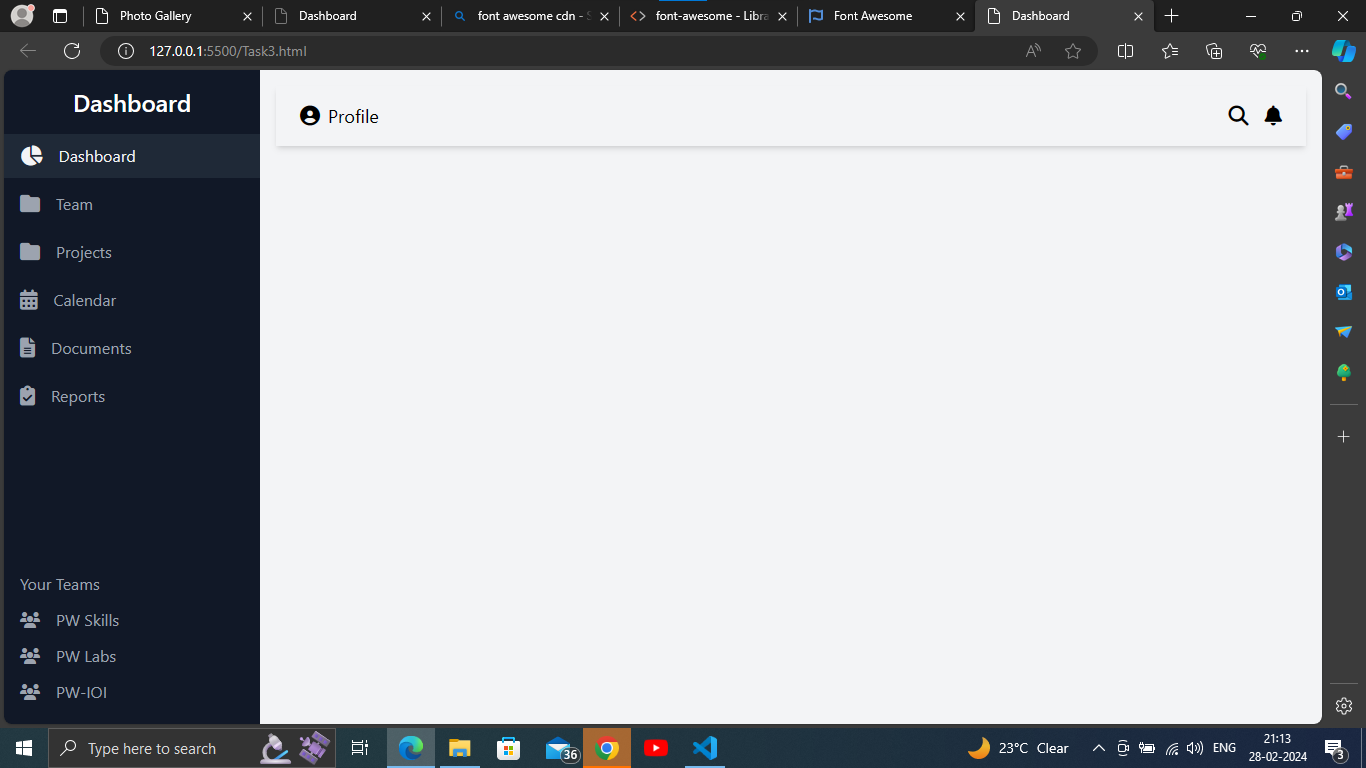 Photo Gallery
Dashboard
font awesome cdn - S
font-awesome - Libra
Font Awesome
Dashboard
127.0.0.1:5500/Task3.html
Dashboard
Dashboard
Team
Projects
Calendar
Documents
Reports
Your Teams
PW Skills
PW Labs
PW-IOI
Profile
Type here to search
36
23°C Clear
ENG
21:13
28-02-2024
3